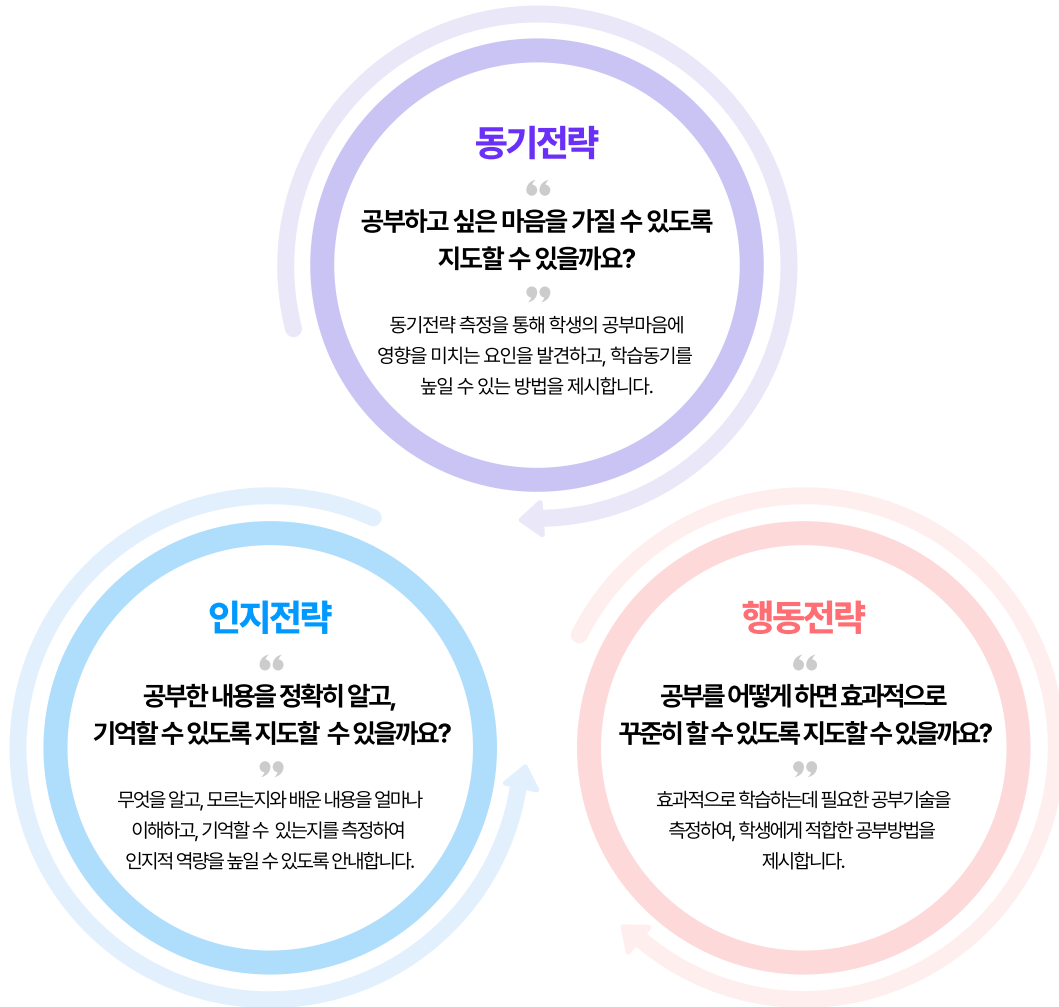 동기전략
“
공부하고 싶은 마음을 가질 수 있도록
지도할 수 있을까요?
”
동기전략 측정을 통해 학생의 공부마음에
영향을 미치는 요인을 발견하고, 학습동기를
높일 수 있는 방법을 제시합니다.
인지전략
“
공부한 내용을 정확히 알고,
기억할 수 있도록 지도할 수 있을까요?
”
무엇을 알고, 모르는지와 배운 내용을 얼마나
이해하고, 기억할 수 있는지를 측정하여
인지적 역량을 높일 수 있도록 안내합니다.
행동전략
“
공부를 어떻게 하면 효과적으로
꾸준히 할 수 있도록 지도할 수 있을까요?
”
효과적으로 학습하는데 필요한 공부기술을
측정하여, 학생에게 적합한 공부방법을
제시합니다.